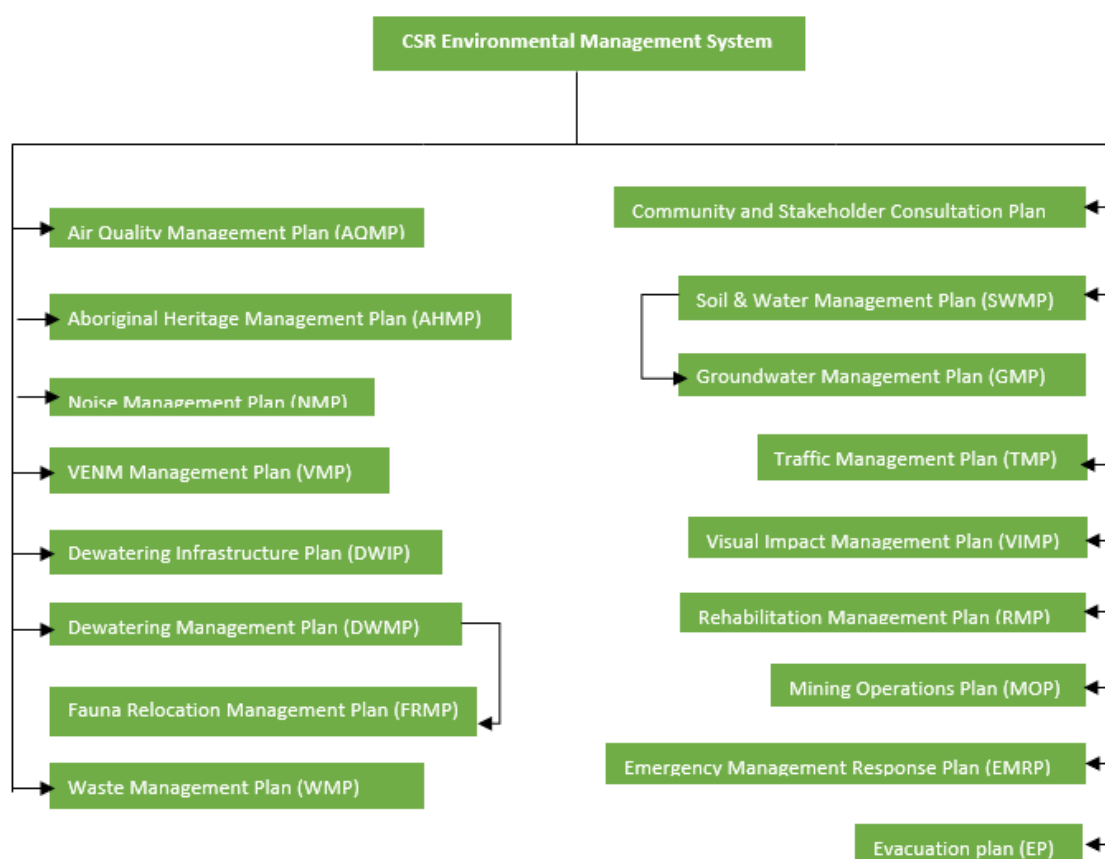 CSR Environmental Management System
Air Quality Management Plan (AQMP)
Aboriginal Heritage Management Plan (AHMP)
Noise Management Plan (NMP)
VENM Management Plan (VMP)
Dewatering Infrastructure Plan (DWIP)
Dewatering Management Plan (DWMP)
Fauna Relocation Management Plan (FRMP)
Waste Management Plan (WMP)
Community and Stakeholder Consultation Plan
Soil & Water Management Plan (SWMP)
Groundwater Management Plan (GMP)
Traffic Management Plan (TMP)
Visual Impact Management Plan (VIMP)
Rehabilitation Management Plan (RMP)
Mining Operations Plan (MOP)
Emergency Management Response Plan (EMRP)
Evacuation plan (EP)